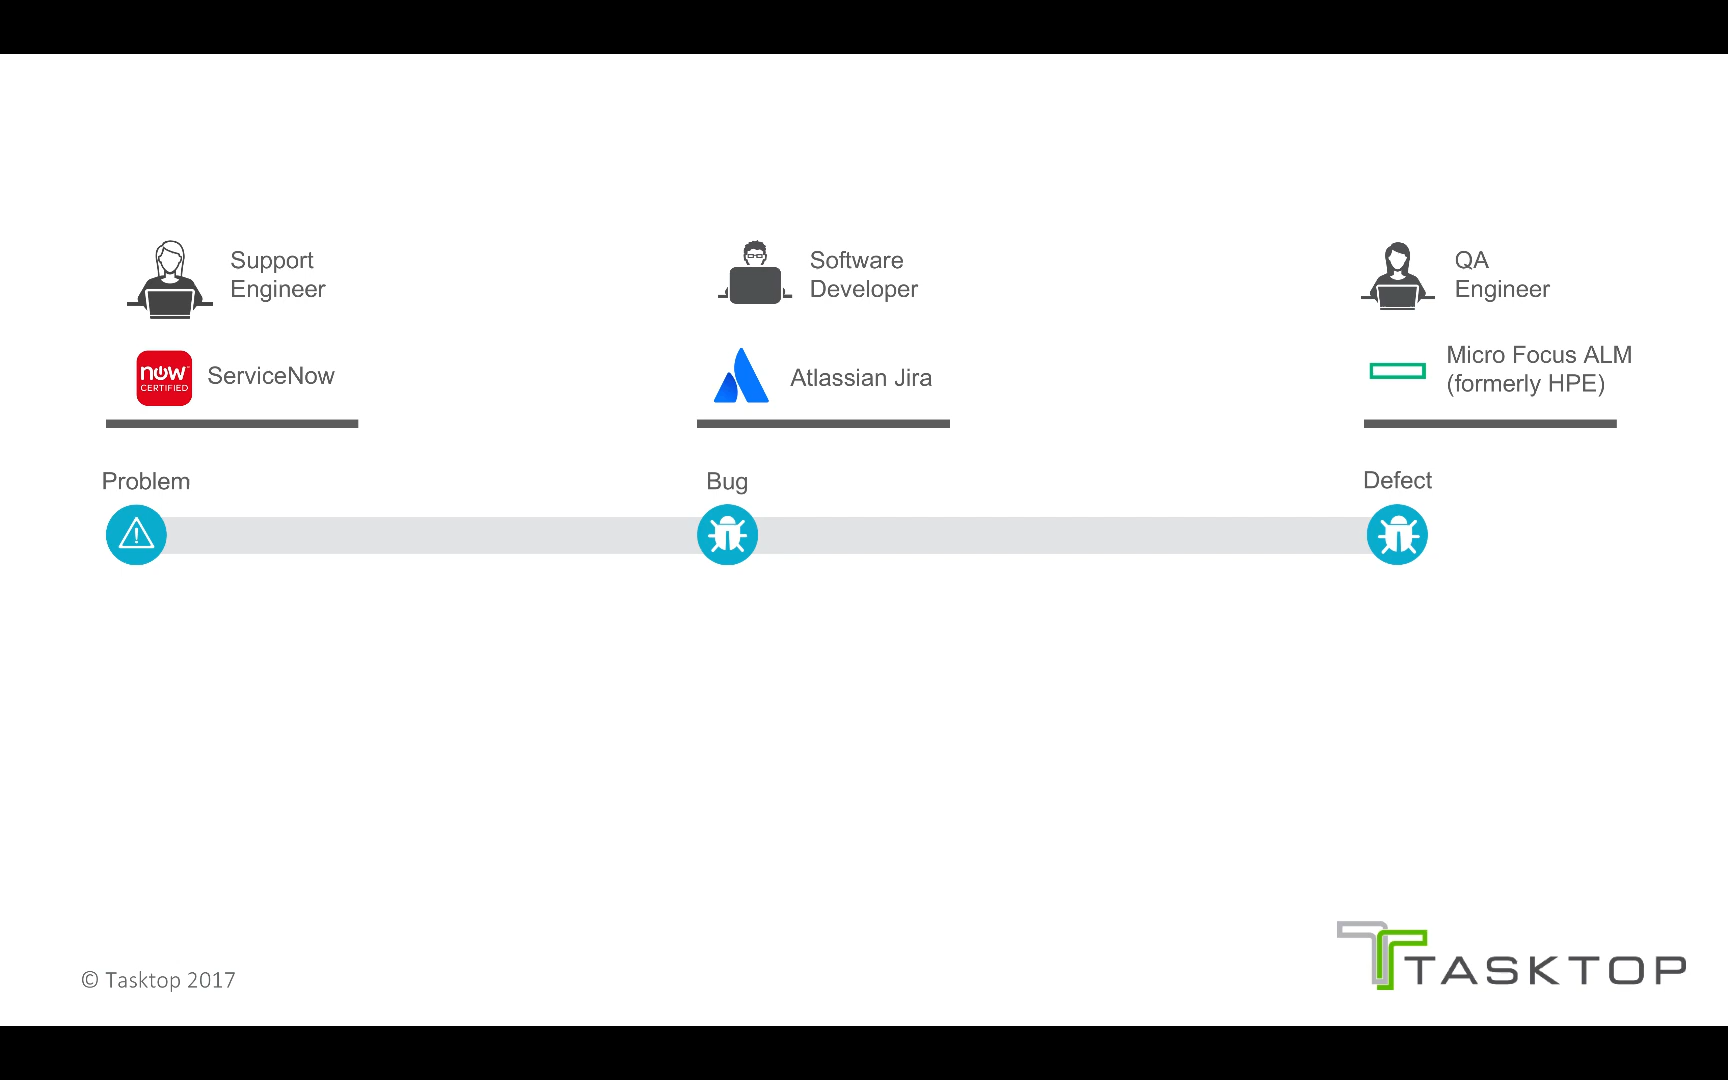 Support
Engineer
Software
Developer
QA
Engineer
now
CERTIFIED
ServiceNow
Atlassian Jira
Micro Focus ALM
(formerly HPE)
Problem
Bug
Defect
© Tasktop 2017
TASKTOP